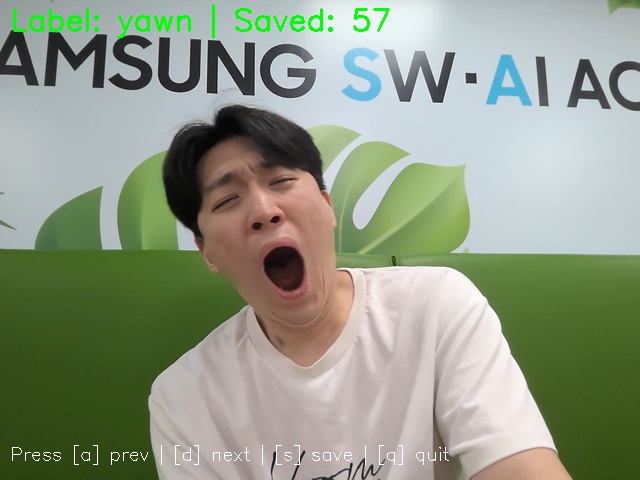 Label: yawn | Saved: 57
AMSUNG SW·AI AC
Press [a] prev | [d] next | [s] save | [q] quit